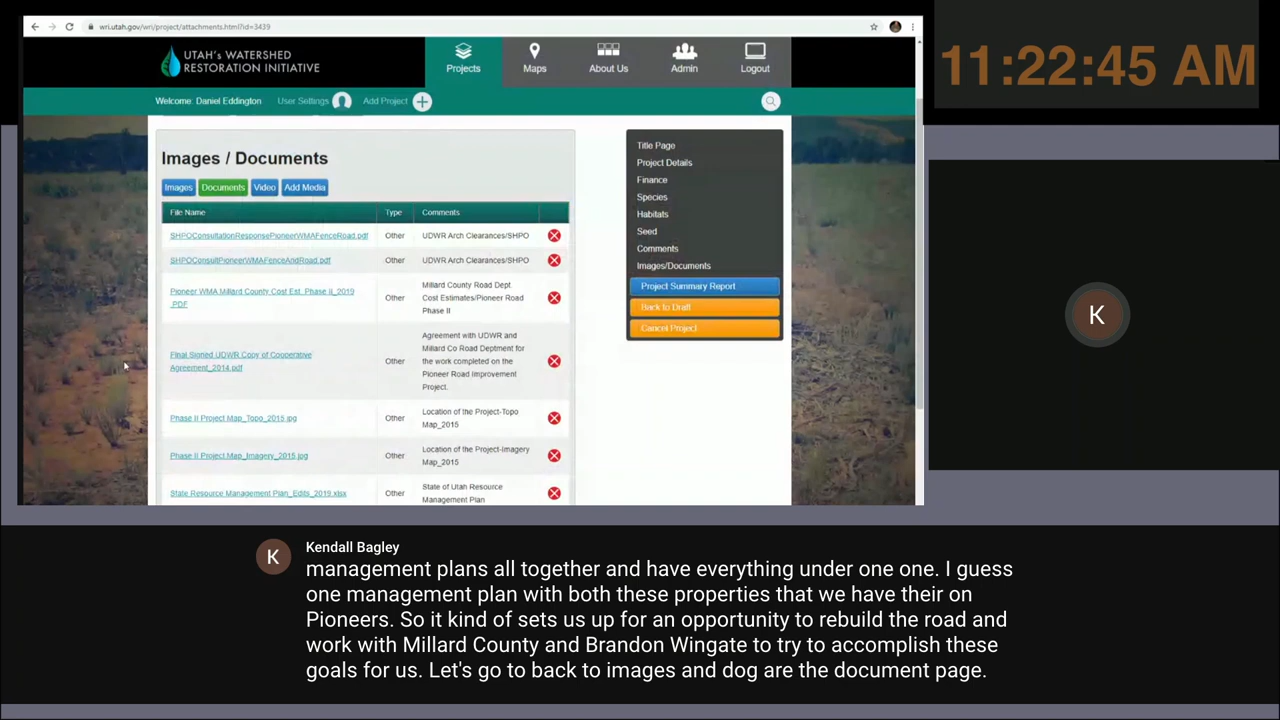 wri.utah.gov/wri/project/attachments.html?id=3439
11:22:45 AM
UTAH's WATERSHED
RESTORATION INITIATIVE
Projects
Maps
About Us
Admin
Logout
Welcome: Daniel Eddington
User Settings
Add Project
Images / Documents
Images
Documents
Video
Add Media
File Name
Type
Comments
SHPOConsultationResponsePioneerWMAFenceRoad.pdf
Other
UDWR Arch Clearances/SHPO
SHPOConsultPioneerWMAFenceAndRoad.pdf
Other
UDWR Arch Clearances/SHPO
Pioneer WMA Millard County Cost Est. Phase II_2019
.PDF
Other
Millard County Road Dept
Cost Estimates/Pioneer Road
Phase II
Final Signed UDWR Copy of Cooperative
Agreement_2014.pdf
Other
Agreement with UDWR and
Millard Co Road Deptment for
the work completed on the
Pioneer Road Improvement
Project.
Phase II Project Map_Topo_2015.jpg
Other
Location of the Project-Topo
Map_2015
Phase II Project Map_Imagery_2015.jpg
Other
Location of the Project-Imagery
Map_2015
State Resource Management Plan_Edits_2019.xlsx
Other
State of Utah Resource
Management Plan
Title Page
Project Details
Finance
Species
Habitats
Seed
Comments
Images/Documents
Project Summary Report
Back to Draft
Cancel Project
K
K
Kendall Bagley
management plans all together and have everything under one one. I guess
one management plan with both these properties that we have their on
Pioneers. So it kind of sets us up for an opportunity to rebuild the road and
work with Millard County and Brandon Wingate to try to accomplish these
goals for us. Let's go to back to images and dog are the document page.